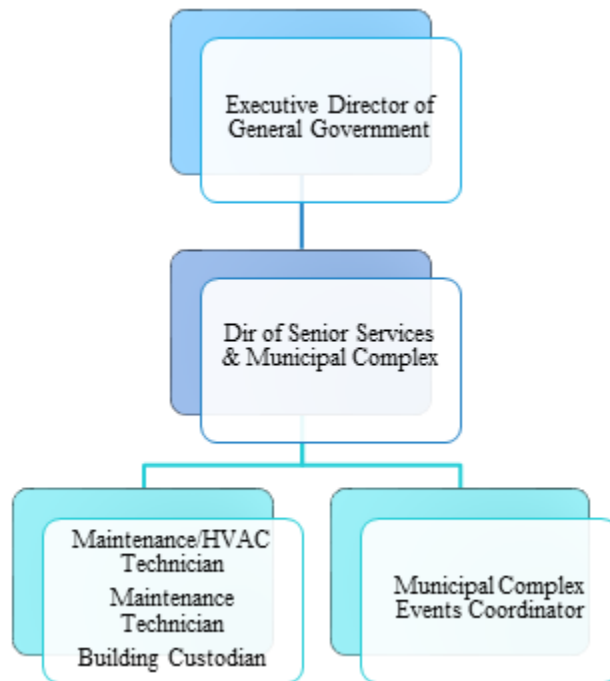 Executive Director of
General Government
Dir of Senior Services
& Municipal Complex
Maintenance/HVAC
Technician
Maintenance
Technician
Building Custodian
Municipal Complex
Events Coordinator